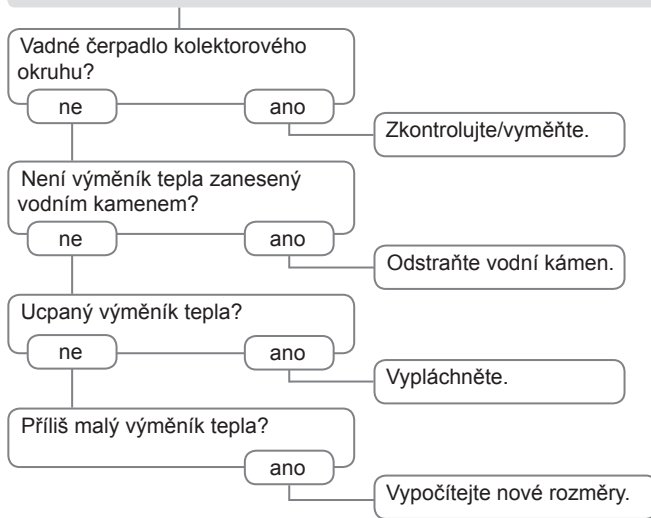 Vadné čerpadlo kolektorového
okruhu?
ne
ano
Zkontrolujte/vyměňte.
Není výměník tepla zanesený
vodním kamenem?
ne
ano
Odstraňte vodní kámen.
Ucpaný výměník tepla?
ne
ano
Vypláchněte.
Příliš malý výměník tepla?
ano
Vypočítejte nové rozměry.